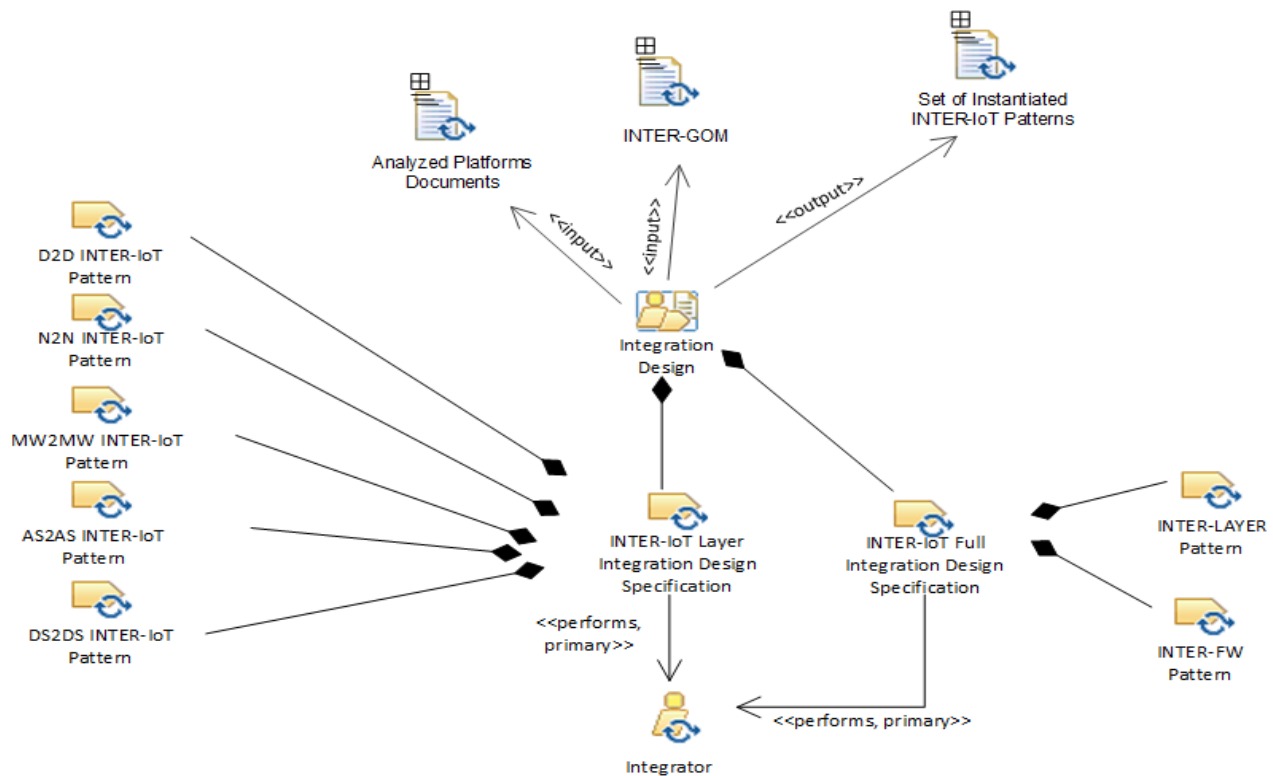 Set of Instantiated
INTER-IoT Patterns
INTER-GOM
Analyzed Platforms
Documents
<<input>>
<<input>>
<<output>>
D2D INTER-IoT
Pattern
N2N INTER-IoT
Pattern
MW2MW INTER-IoT
Pattern
AS2AS INTER-IoT
Pattern
DS2DS INTER-IoT
Pattern
Integration
Design
INTER-IoT Layer
Integration Design
Specification
INTER-IoT Full
Integration Design
Specification
INTER-LAYER
Pattern
INTER-FW
Pattern
<<performs,
primary>>
<<performs, primary>>
Integrator